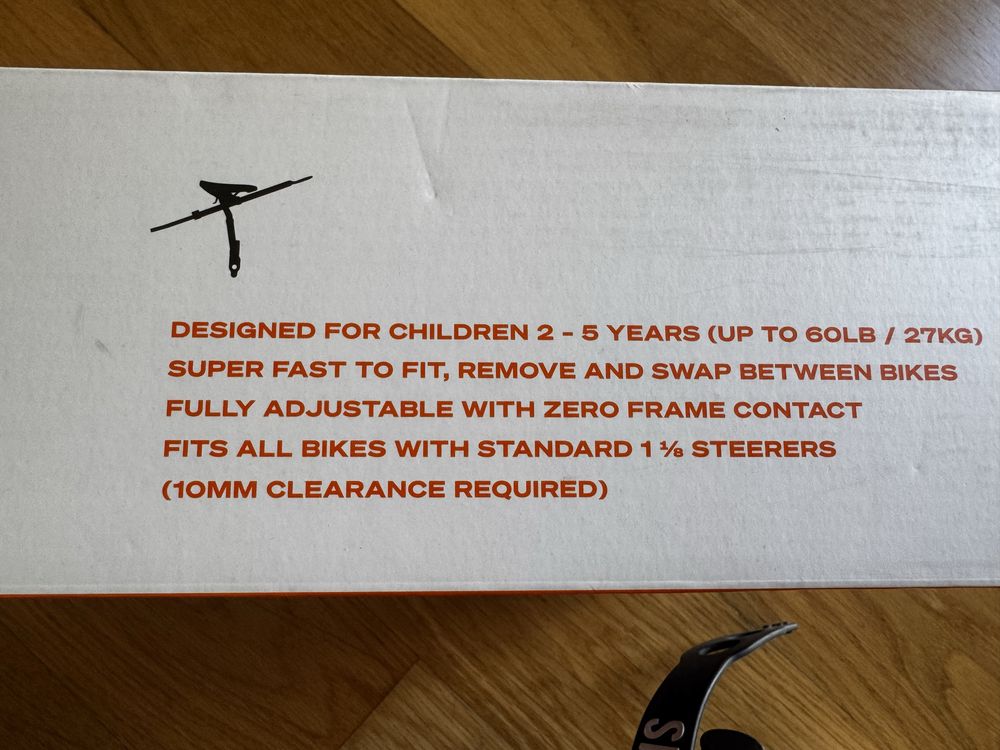 DESIGNED FOR CHILDREN 2 - 5 YEARS (UP TO 60LB / 27KG)
SUPER FAST TO FIT, REMOVE AND SWAP BETWEEN BIKES
FULLY ADJUSTABLE WITH ZERO FRAME CONTACT
FITS ALL BIKES WITH STANDARD 1 ⅛ STEERERS
(10MM CLEARANCE REQUIRED)